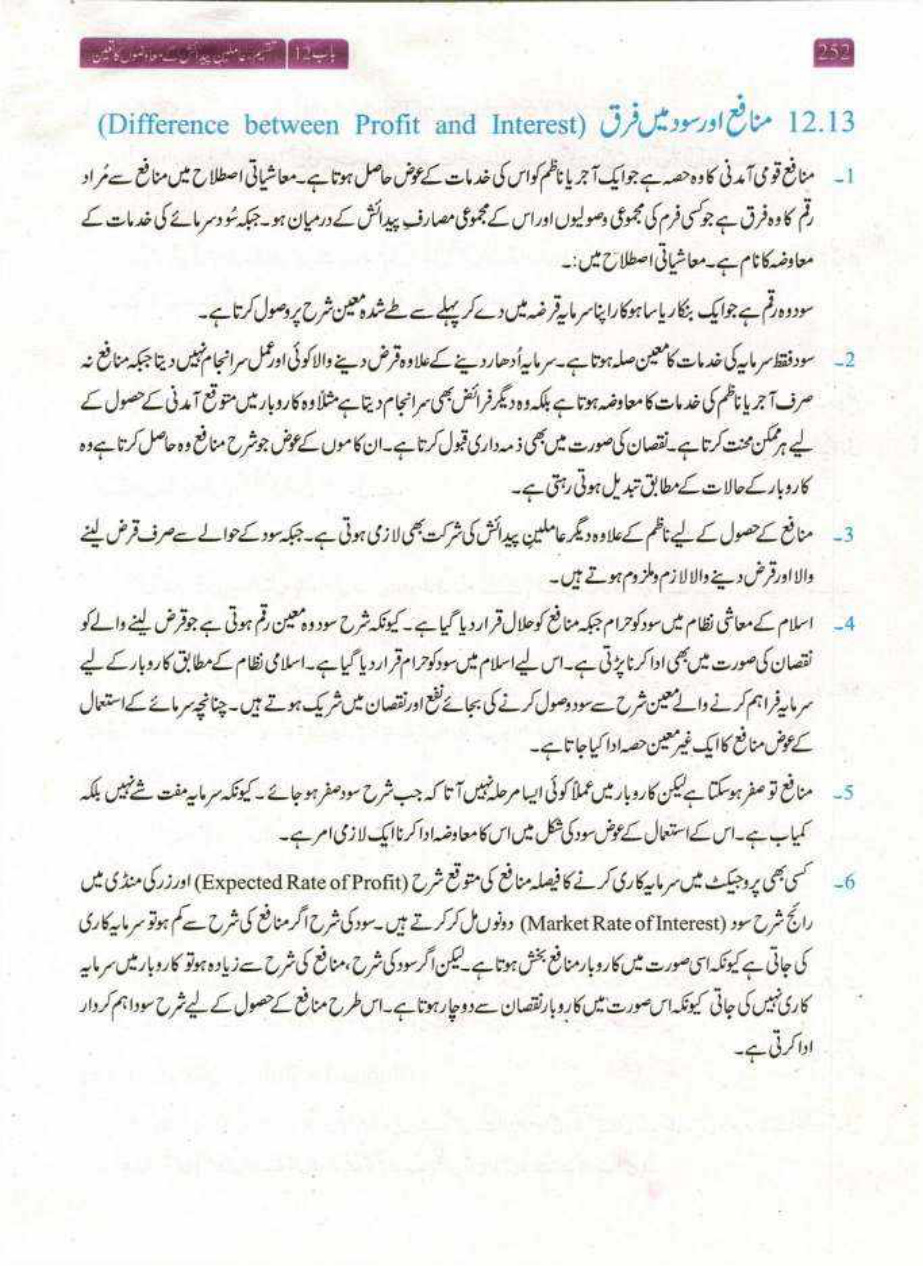 252
باب 12 تقسیم، عاملین پیدائش کے معاوضوں کا تعین
12.13 منافع اور سود میں فرق (Difference between Profit and Interest)
1۔ منافع قومی آمدنی کا وہ حصہ ہے جو ایک آجر یا ناظم کو اس کی خدمات کے عوض حاصل ہوتا ہے۔ معاشیاتی اصطلاح میں منافع سے مُراد
رقم کا وہ فرق ہے جو کسی فرم کی مجموعی وصولیوں اور اس کے مجموعی مصارفِ پیدائش کے درمیان ہو۔ جبکہ سُود سرمائے کی خدمات کے
معاوضہ کا نام ہے۔ معاشیاتی اصطلاح میں:۔
سود وہ رقم ہے جو ایک بنکار یا ساہوکار اپنا سرمایہ قرضہ میں دے کر پہلے سے طے شدہ معین شرح پر وصول کرتا ہے۔
2۔ سود فقط سرمایہ کی خدمات کا معین صلہ ہوتا ہے۔ سرمایہ اُدھار دینے کے علاوہ قرض دینے والا کوئی اور عمل سرانجام نہیں دیتا جبکہ منافع نہ
صرف آجر یا ناظم کی خدمات کا معاوضہ ہوتا ہے بلکہ وہ دیگر فرائض بھی سرانجام دیتا ہے مثلاً وہ کاروبار میں متوقع آمدنی کے حصول کے
لیے ہر ممکن محنت کرتا ہے۔ نقصان کی صورت میں بھی ذمہ داری قبول کرتا ہے۔ ان کاموں کے عوض جو شرح منافع وہ حاصل کرتا ہے وہ
کاروبار کے حالات کے مطابق تبدیل ہوتی رہتی ہے۔
3۔ منافع کے حصول کے لیے ناظم کے علاوہ دیگر عاملینِ پیدائش کی شرکت بھی لازمی ہوتی ہے۔ جبکہ سود کے حوالے سے صرف قرض لینے
والا اور قرض دینے والا لازم و ملزوم ہوتے ہیں۔
4۔ اسلام کے معاشی نظام میں سود کو حرام جبکہ منافع کو حلال قرار دیا گیا ہے۔ کیونکہ شرح سود وہ معین رقم ہوتی ہے جو قرض لینے والے کو
نقصان کی صورت میں بھی ادا کرنا پڑتی ہے۔ اس لیے اسلام میں سود کو حرام قرار دیا گیا ہے۔ اسلامی نظام کے مطابق کاروبار کے لیے
سرمایہ فراہم کرنے والے معین شرح سے سود وصول کرنے کی بجائے نفع اور نقصان میں شریک ہوتے ہیں۔ چنانچہ سرمائے کے استعمال
کے عوض منافع کا ایک غیر معین حصہ ادا کیا جاتا ہے۔
5۔ منافع تو صفر ہو سکتا ہے لیکن کاروبار میں عملاً کوئی ایسا مرحلہ نہیں آتا کہ جب شرح سود صفر ہو جائے۔ کیونکہ سرمایہ مفت شے نہیں بلکہ
کمیاب ہے۔ اس کے استعمال کے عوض سود کی شکل میں اس کا معاوضہ ادا کرنا ایک لازمی امر ہے۔
6۔ کسی بھی پروجیکٹ میں سرمایہ کاری کرنے کا فیصلہ منافع کی متوقع شرح (Expected Rate of Profit) اور زر کی منڈی میں
رائج شرح سود (Market Rate of Interest) دونوں مل کر کرتے ہیں۔ سود کی شرح اگر منافع کی شرح سے کم ہو تو سرمایہ کاری
کی جاتی ہے کیونکہ اسی صورت میں کاروبار منافع بخش ہوتا ہے۔ لیکن اگر سود کی شرح، منافع کی شرح سے زیادہ ہو تو کاروبار میں سرمایہ
کاری نہیں کی جاتی کیونکہ اس صورت میں کاروبار نقصان سے دوچار ہوتا ہے۔ اس طرح منافع کے حصول کے لیے شرح سود اہم کردار
ادا کرتی ہے۔